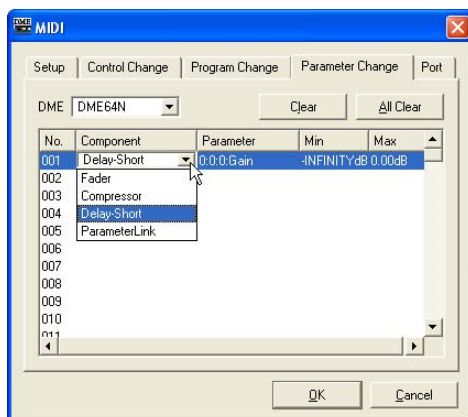 DME MIDI
Setup Control Change Program Change Parameter Change Port
DME DME64N Clear All Clear
No. Component Parameter Min Max
001 Delay-Short 0:0:0:Gain -INFINITYdB 0.00dB
002 Fader
003 Compressor
004 Delay-Short
005 ParameterLink
006
007
008
009
010
011
OK Cancel